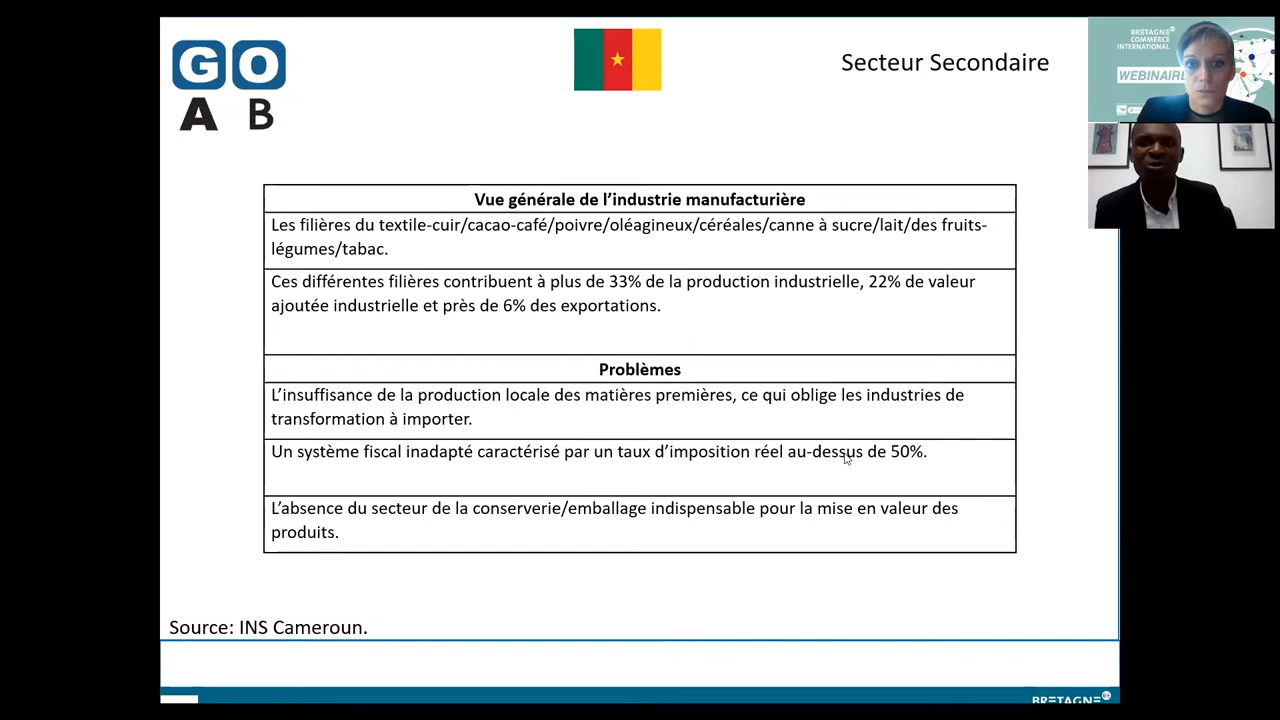 GO
A B
Secteur Secondaire
BRETAGNE
COMMERCE
INTERNATIONAL
WEBINAIRE
Vue générale de l’industrie manufacturière
Les filières du textile-cuir/cacao-café/poivre/oléagineux/céréales/canne à sucre/lait/des fruits-
légumes/tabac.
Ces différentes filières contribuent à plus de 33% de la production industrielle, 22% de valeur
ajoutée industrielle et près de 6% des exportations.
Problèmes
L’insuffisance de la production locale des matières premières, ce qui oblige les industries de
transformation à importer.
Un système fiscal inadapté caractérisé par un taux d’imposition réel au-dessus de 50%.
L’absence du secteur de la conserverie/emballage indispensable pour la mise en valeur des
produits.
Source: INS Cameroun.
BRETAGNE